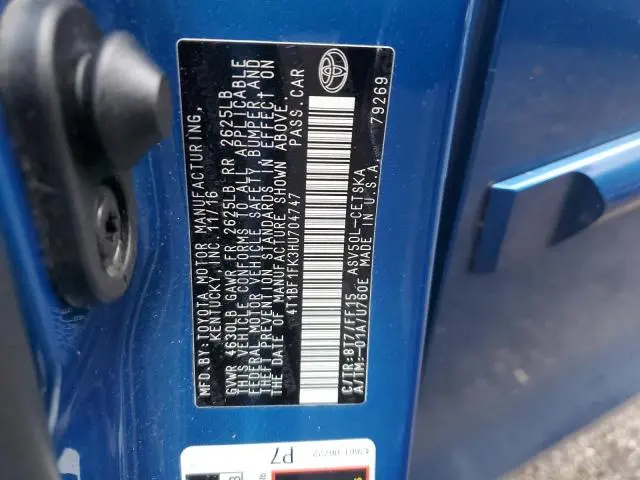 MFD.BY:TOYOTA MOTOR MANUFACTURING,
KENTUCKY, INC. 11/16
GVWR 4630LB GAWR FR 2625LB RR 2625LB
THIS VEHICLE CONFORMS TO ALL APPLICABLE
FEDERAL MOTOR VEHICLE SAFETY, BUMPER,AND
THEFT PREVENTION STANDARDS IN EFFECT ON
THE DATE OF MANUFACTURE SHOWN ABOVE.
4T1BF1FK3HU704747 PASS.CAR
C/TR:8T7/FF15 ASV50L-CETSKA
A/TM:-01A/U760E MADE IN U.S.A. 79269
P7